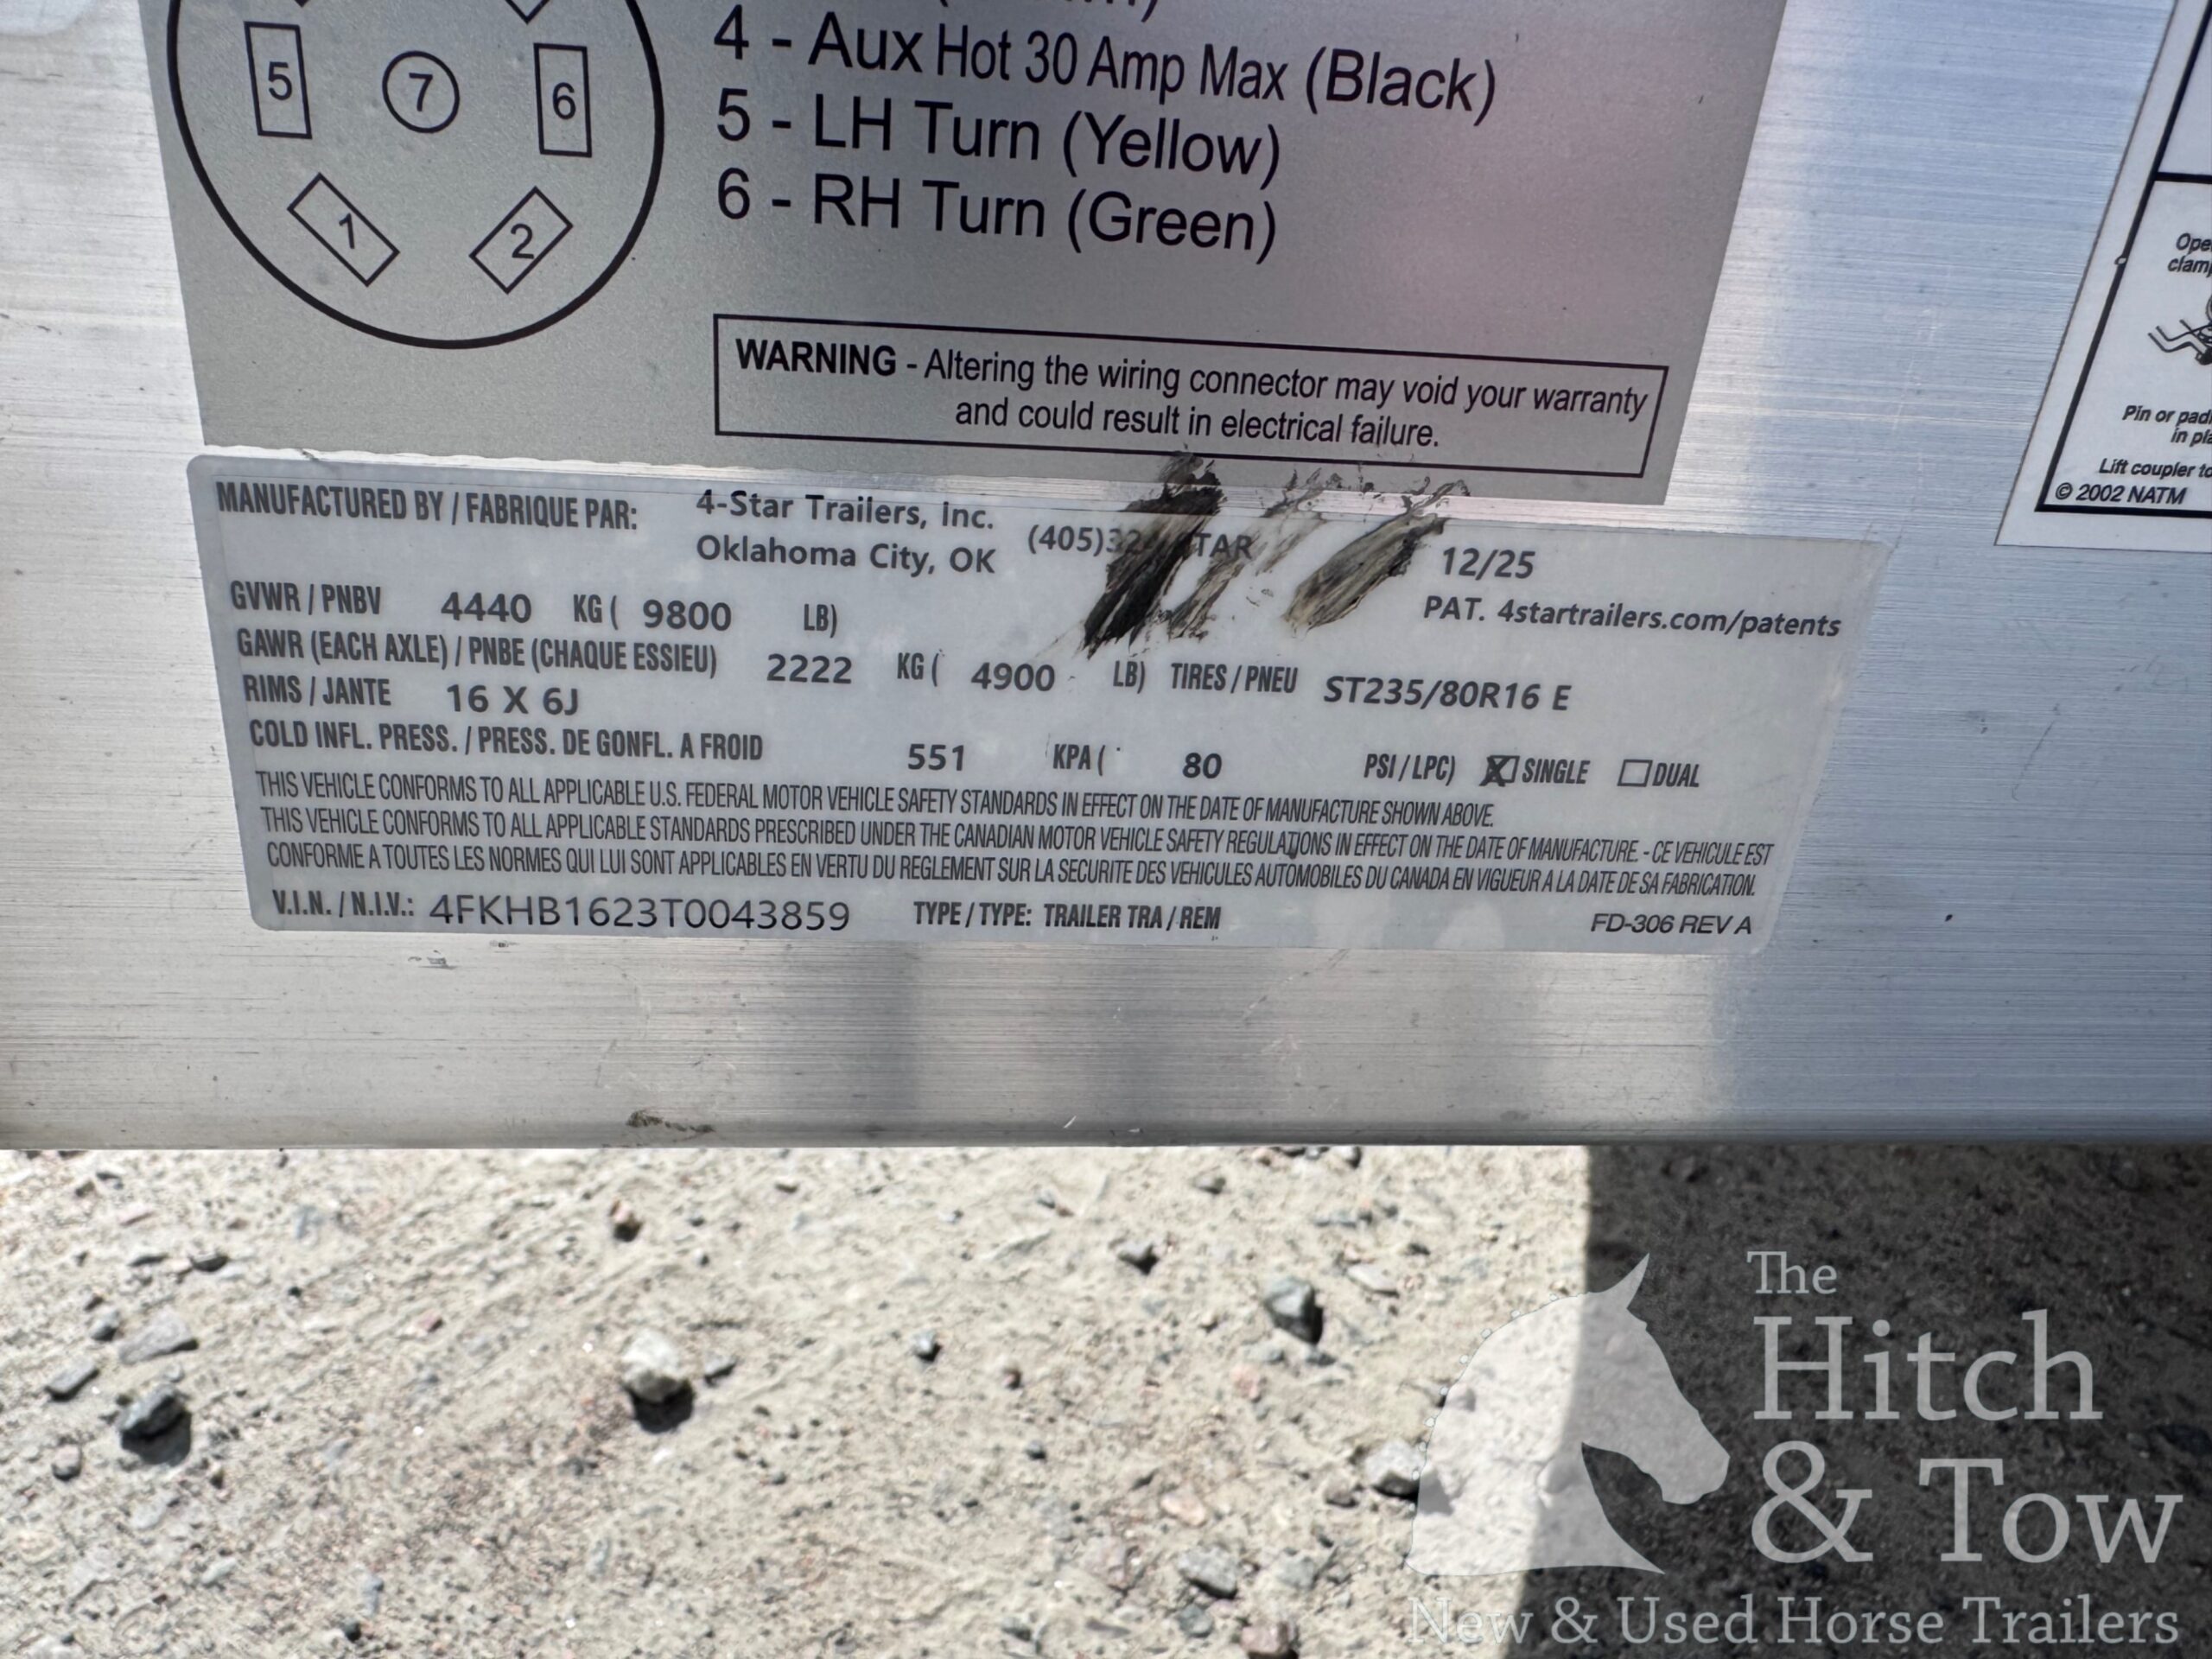 5 7 6
1 2
4 - Aux Hot 30 Amp Max (Black)
5 - LH Turn (Yellow)
6 - RH Turn (Green)
WARNING - Altering the wiring connector may void your warranty
and could result in electrical failure.
Pin or
Lift coupler
© 2002 NATM
MANUFACTURED BY / FABRIQUE PAR: 4-Star Trailers, Inc.
Oklahoma City, OK 12/25
PAT. 4startrailers.com/patents
GVWR / PNBV 4440 KG ( 9800 LB)
GAWR (EACH AXLE) / PNBE (CHAQUE ESSIEU) 2222 KG ( 4900 LB) TIRES / PNEU ST235/80R16 E
RIMS / JANTE 16 X 6J
COLD INFL. PRESS. / PRESS. DE GONFL. A FROID 551 KPA ( 80 PSI / LPC) SINGLE DUAL
THIS VEHICLE CONFORMS TO ALL APPLICABLE U.S. FEDERAL MOTOR VEHICLE SAFETY STANDARDS IN EFFECT ON THE DATE OF MANUFACTURE SHOWN ABOVE.
THIS VEHICLE CONFORMS TO ALL APPLICABLE STANDARDS PRESCRIBED UNDER THE CANADIAN MOTOR VEHICLE SAFETY REGULATIONS IN EFFECT ON THE DATE OF MANUFACTURE. - CE VEHICULE EST
CONFORME A TOUTES LES NORMES QUI LUI SONT APPLICABLES EN VERTU DU REGLEMENT SUR LA SECURITE DES VEHICULES AUTOMOBILES DU CANADA EN VIGUEUR A LA DATE DE SA FABRICATION.
V.I.N. / N.I.V.: 4FKHB1623T0043859 TYPE / TYPE: TRAILER TRA / REM FD-306 REV A
The
Hitch
& Tow
New & Used Horse Trailers